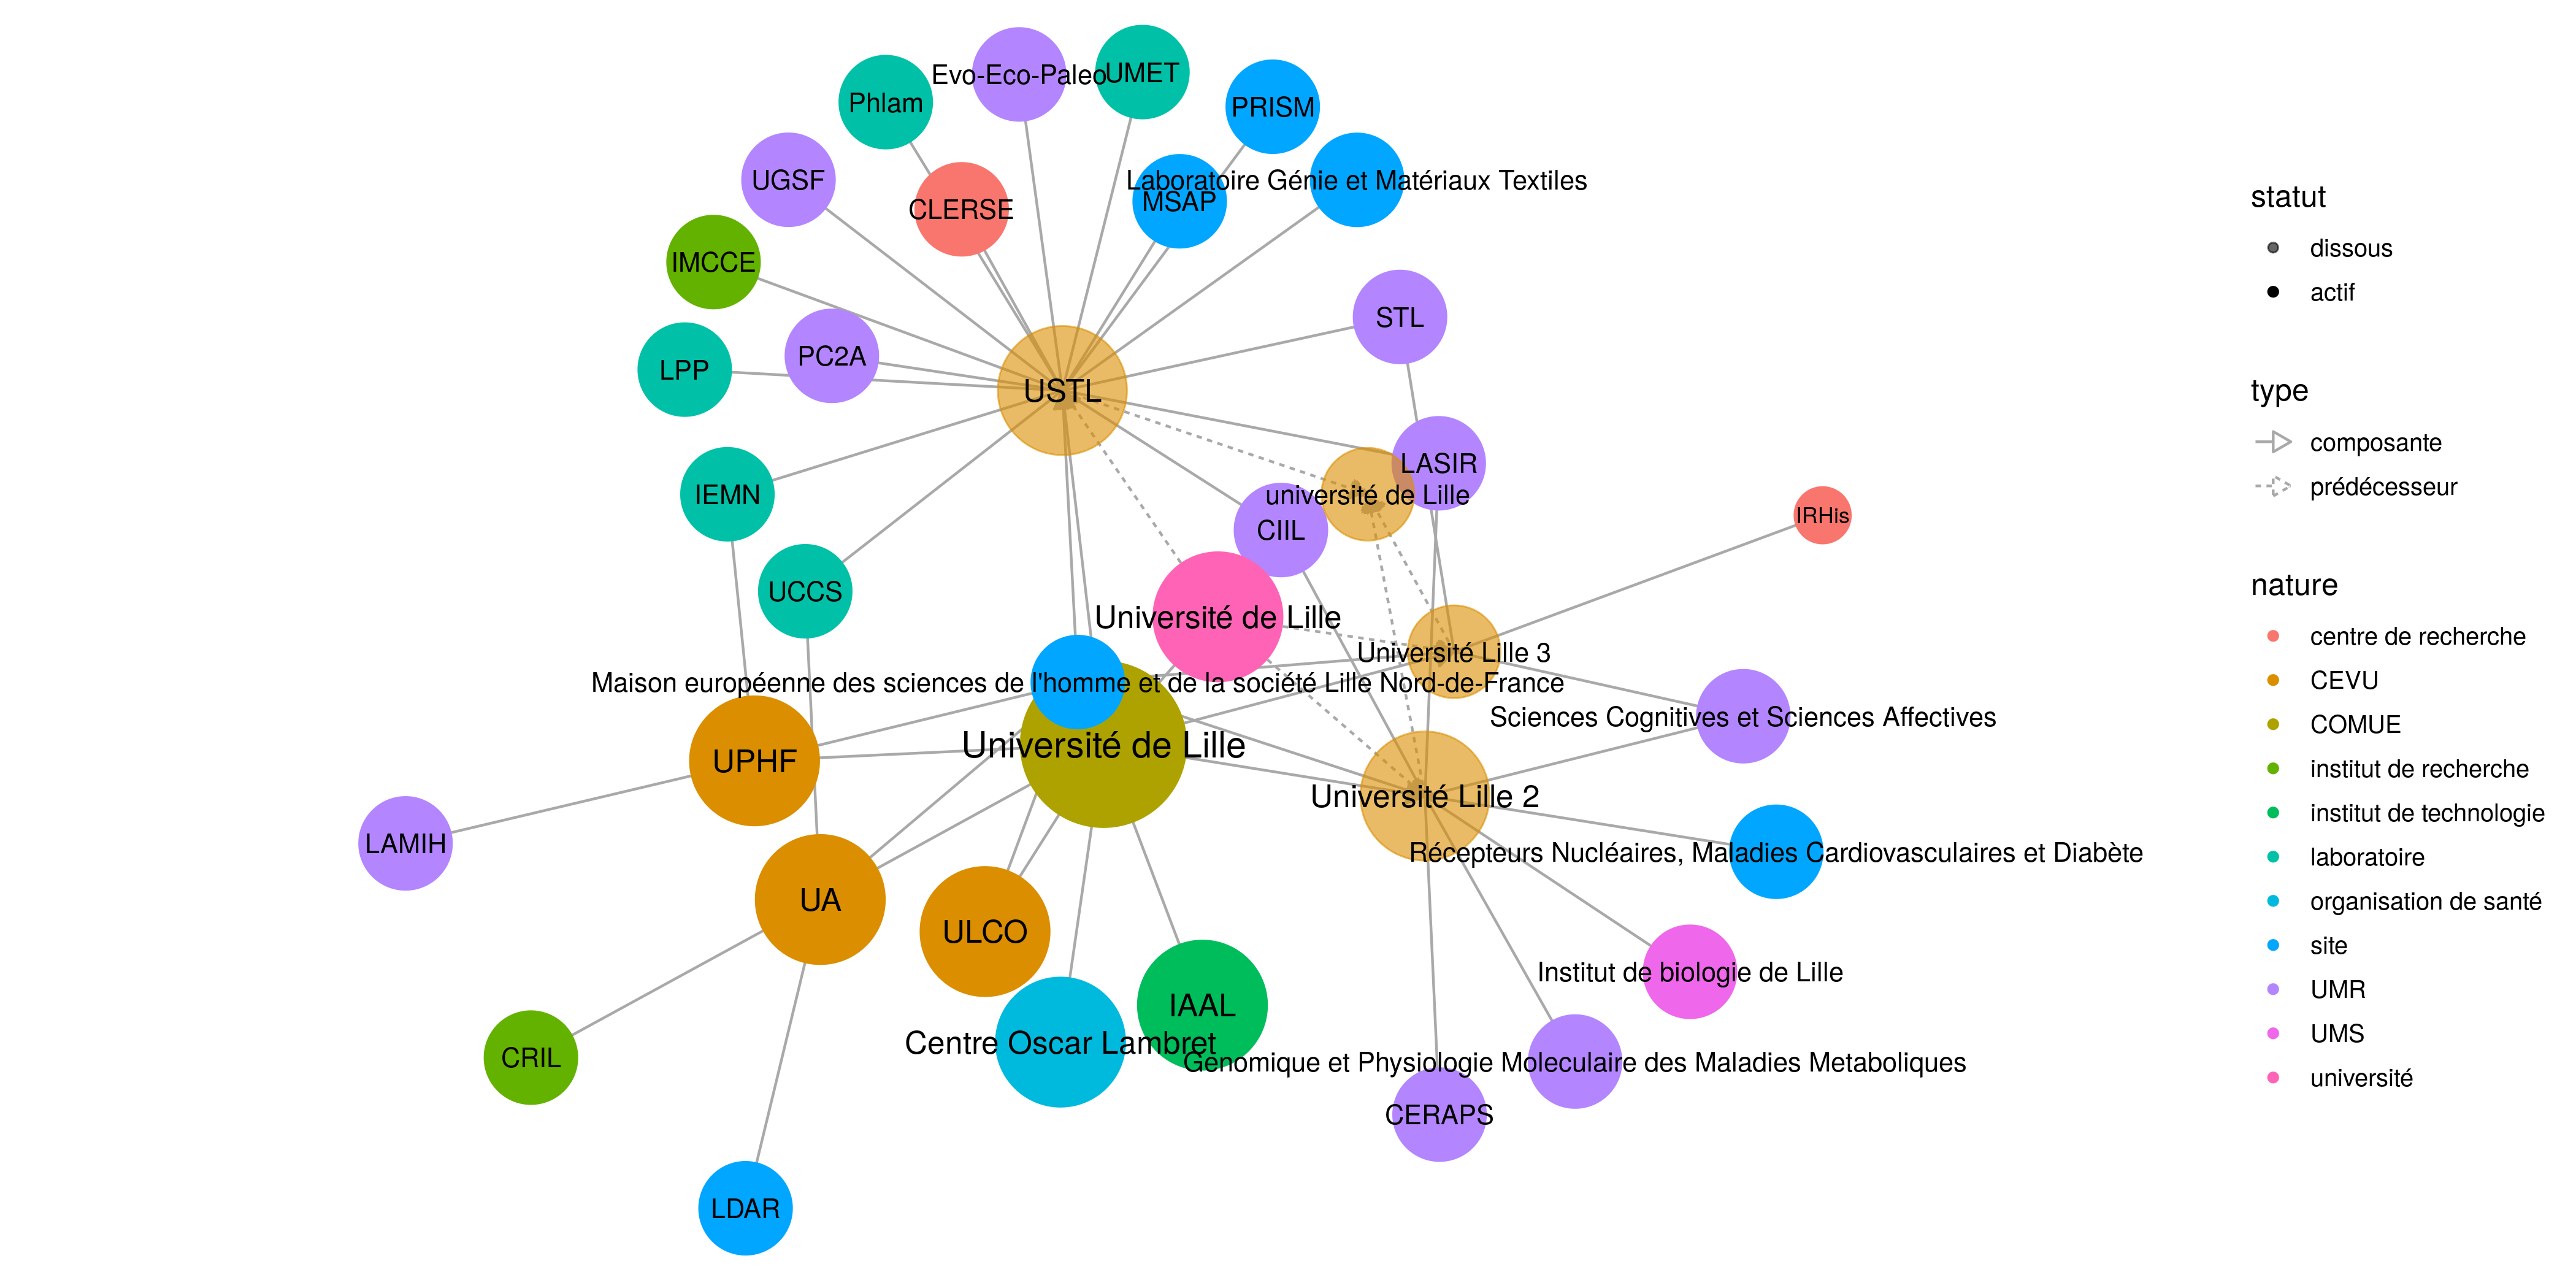 Evo-Eco-Paleo
UMET
Phlam
PRISM
UGSF
Laboratoire Génie et Matériaux Textiles
MSAP
CLERSE
IMCCE
STL
PC2A
LPP
USTL
LASIR
IEMN
université de Lille
CIIL
IRHis
UCCS
Université de Lille
Université Lille 3
Maison européenne des sciences de l'homme et de la société Lille Nord-de-France
Sciences Cognitives et Sciences Affectives
Université de Lille
UPHF
Université Lille 2
LAMIH
Récepteurs Nucléaires, Maladies Cardiovasculaires et Diabète
UA
ULCO
Institut de biologie de Lille
IAAL
Centre Oscar Lambret
CRIL
Génomique et Physiologie Moleculaire des Maladies Metaboliques
CERAPS
LDAR
statut
dissous
actif
type
composante
prédécesseur
nature
centre de recherche
CEVU
COMUE
institut de recherche
institut de technologie
laboratoire
organisation de santé
site
UMR
UMS
université